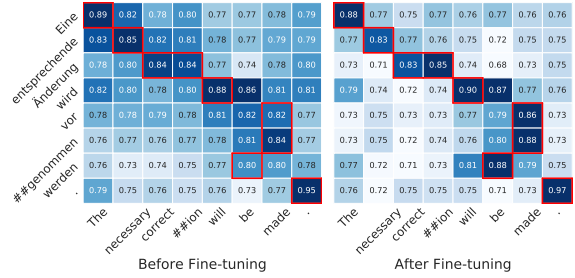 Eine 0.89 0.82 0.78 0.80 0.77 0.77 0.78 0.79 0.88 0.77 0.75 0.77 0.76 0.77 0.76 0.76
entsprechende 0.83 0.85 0.82 0.81 0.78 0.77 0.77 0.79 0.77 0.83 0.77 0.76 0.75 0.72 0.75 0.75
Änderung 0.78 0.80 0.84 0.84 0.77 0.74 0.78 0.80 0.73 0.71 0.83 0.85 0.74 0.68 0.73 0.75
wird 0.82 0.80 0.78 0.80 0.88 0.86 0.81 0.81 0.79 0.74 0.72 0.73 0.90 0.87 0.77 0.76
vor 0.78 0.78 0.79 0.79 0.81 0.82 0.82 0.77 0.73 0.75 0.73 0.73 0.77 0.79 0.86 0.73
##genommen 0.76 0.77 0.76 0.76 0.77 0.81 0.84 0.77 0.73 0.75 0.72 0.72 0.76 0.80 0.88 0.73
werden 0.76 0.73 0.74 0.75 0.78 0.80 0.80 0.78 0.77 0.72 0.71 0.73 0.81 0.88 0.79 0.75
. 0.79 0.75 0.75 0.76 0.75 0.73 0.77 0.95 0.76 0.72 0.75 0.75 0.71 0.73 0.72 0.97
The necessary correct ##ion will be made . The necessary correct ##ion will be made .
Before Fine-tuning After Fine-tuning